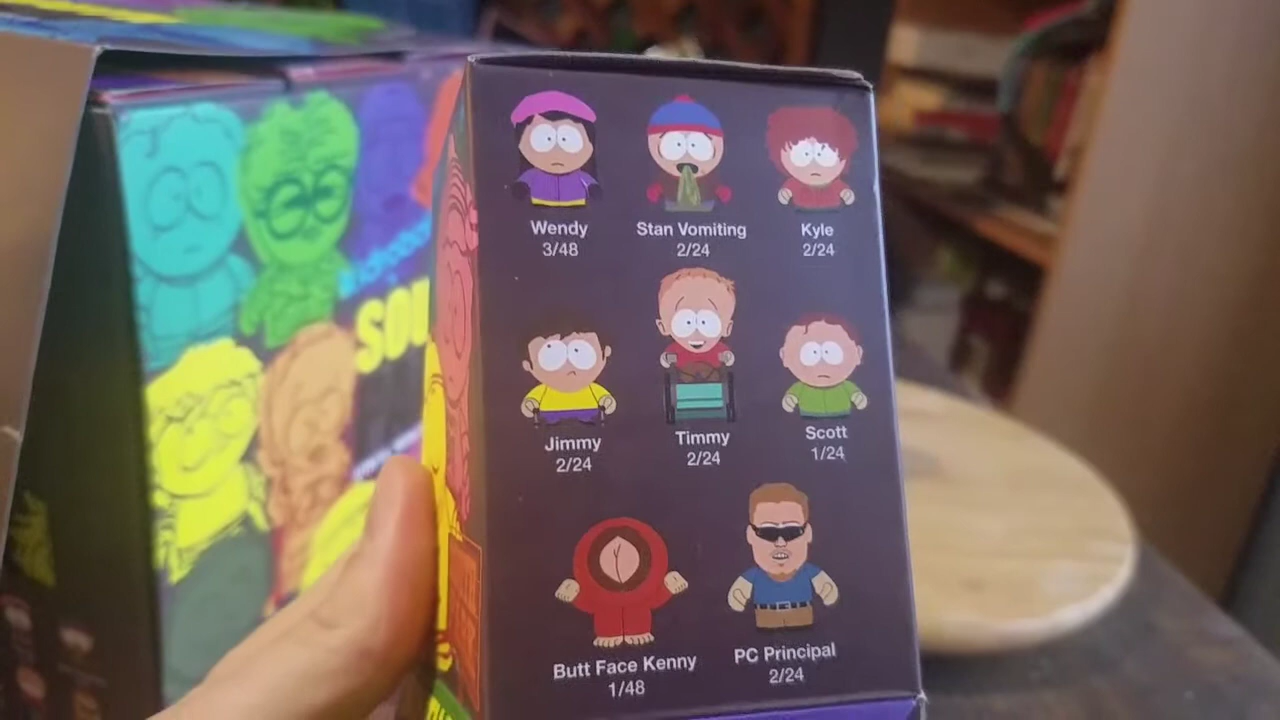 Wendy
3/48
Stan Vomiting
2/24
Kyle
2/24
Jimmy
2/24
Timmy
2/24
Scott
1/24
Butt Face Kenny
1/48
PC Principal
2/24